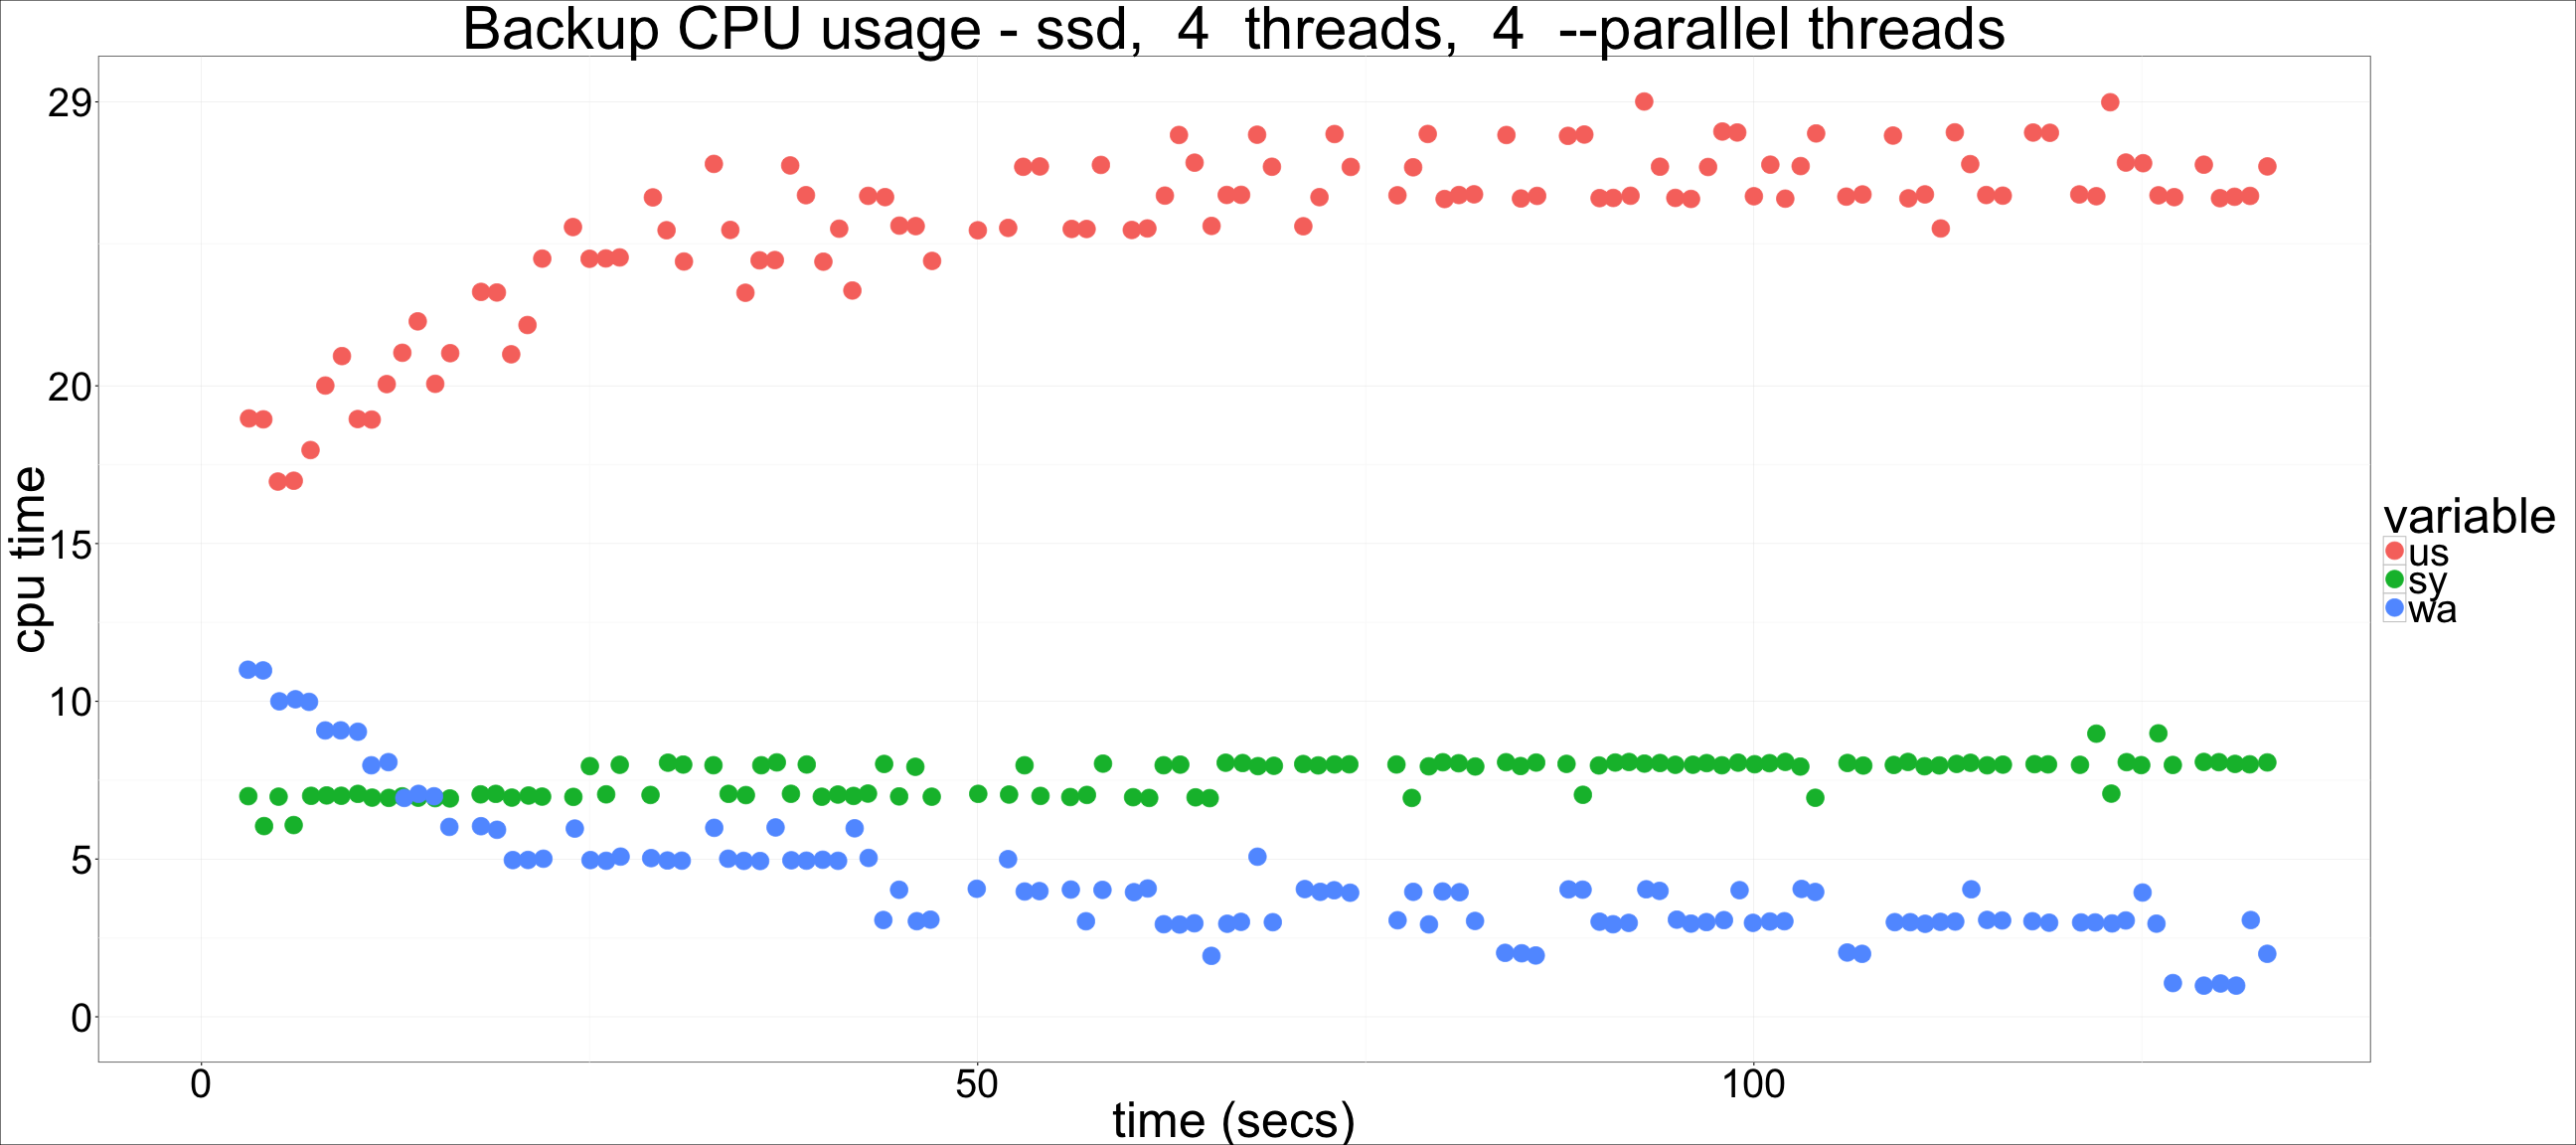 Backup CPU usage - ssd,  4  threads,  4  --parallel threads
29
20
15
10
5
0
cpu time
0 50 100
time (secs)
variable
us
sy
wa